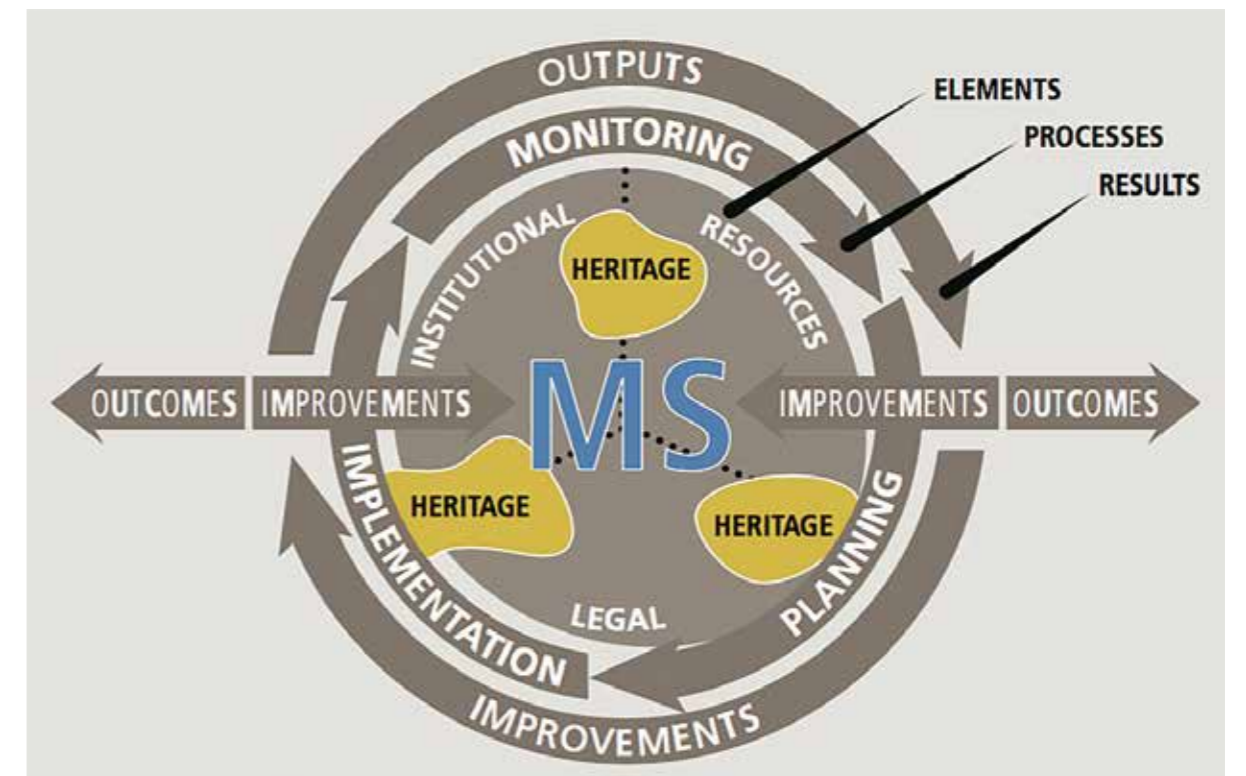 OUTPUTS
MONITORING
ELEMENTS
PROCESSES
RESULTS
INSTITUTIONAL
RESOURCES
HERITAGE
MS
OUTCOMES
IMPROVEMENTS
IMPROVEMENTS
OUTCOMES
HERITAGE
HERITAGE
IMPLEMENTATION
PLANNING
LEGAL
IMPROVEMENTS